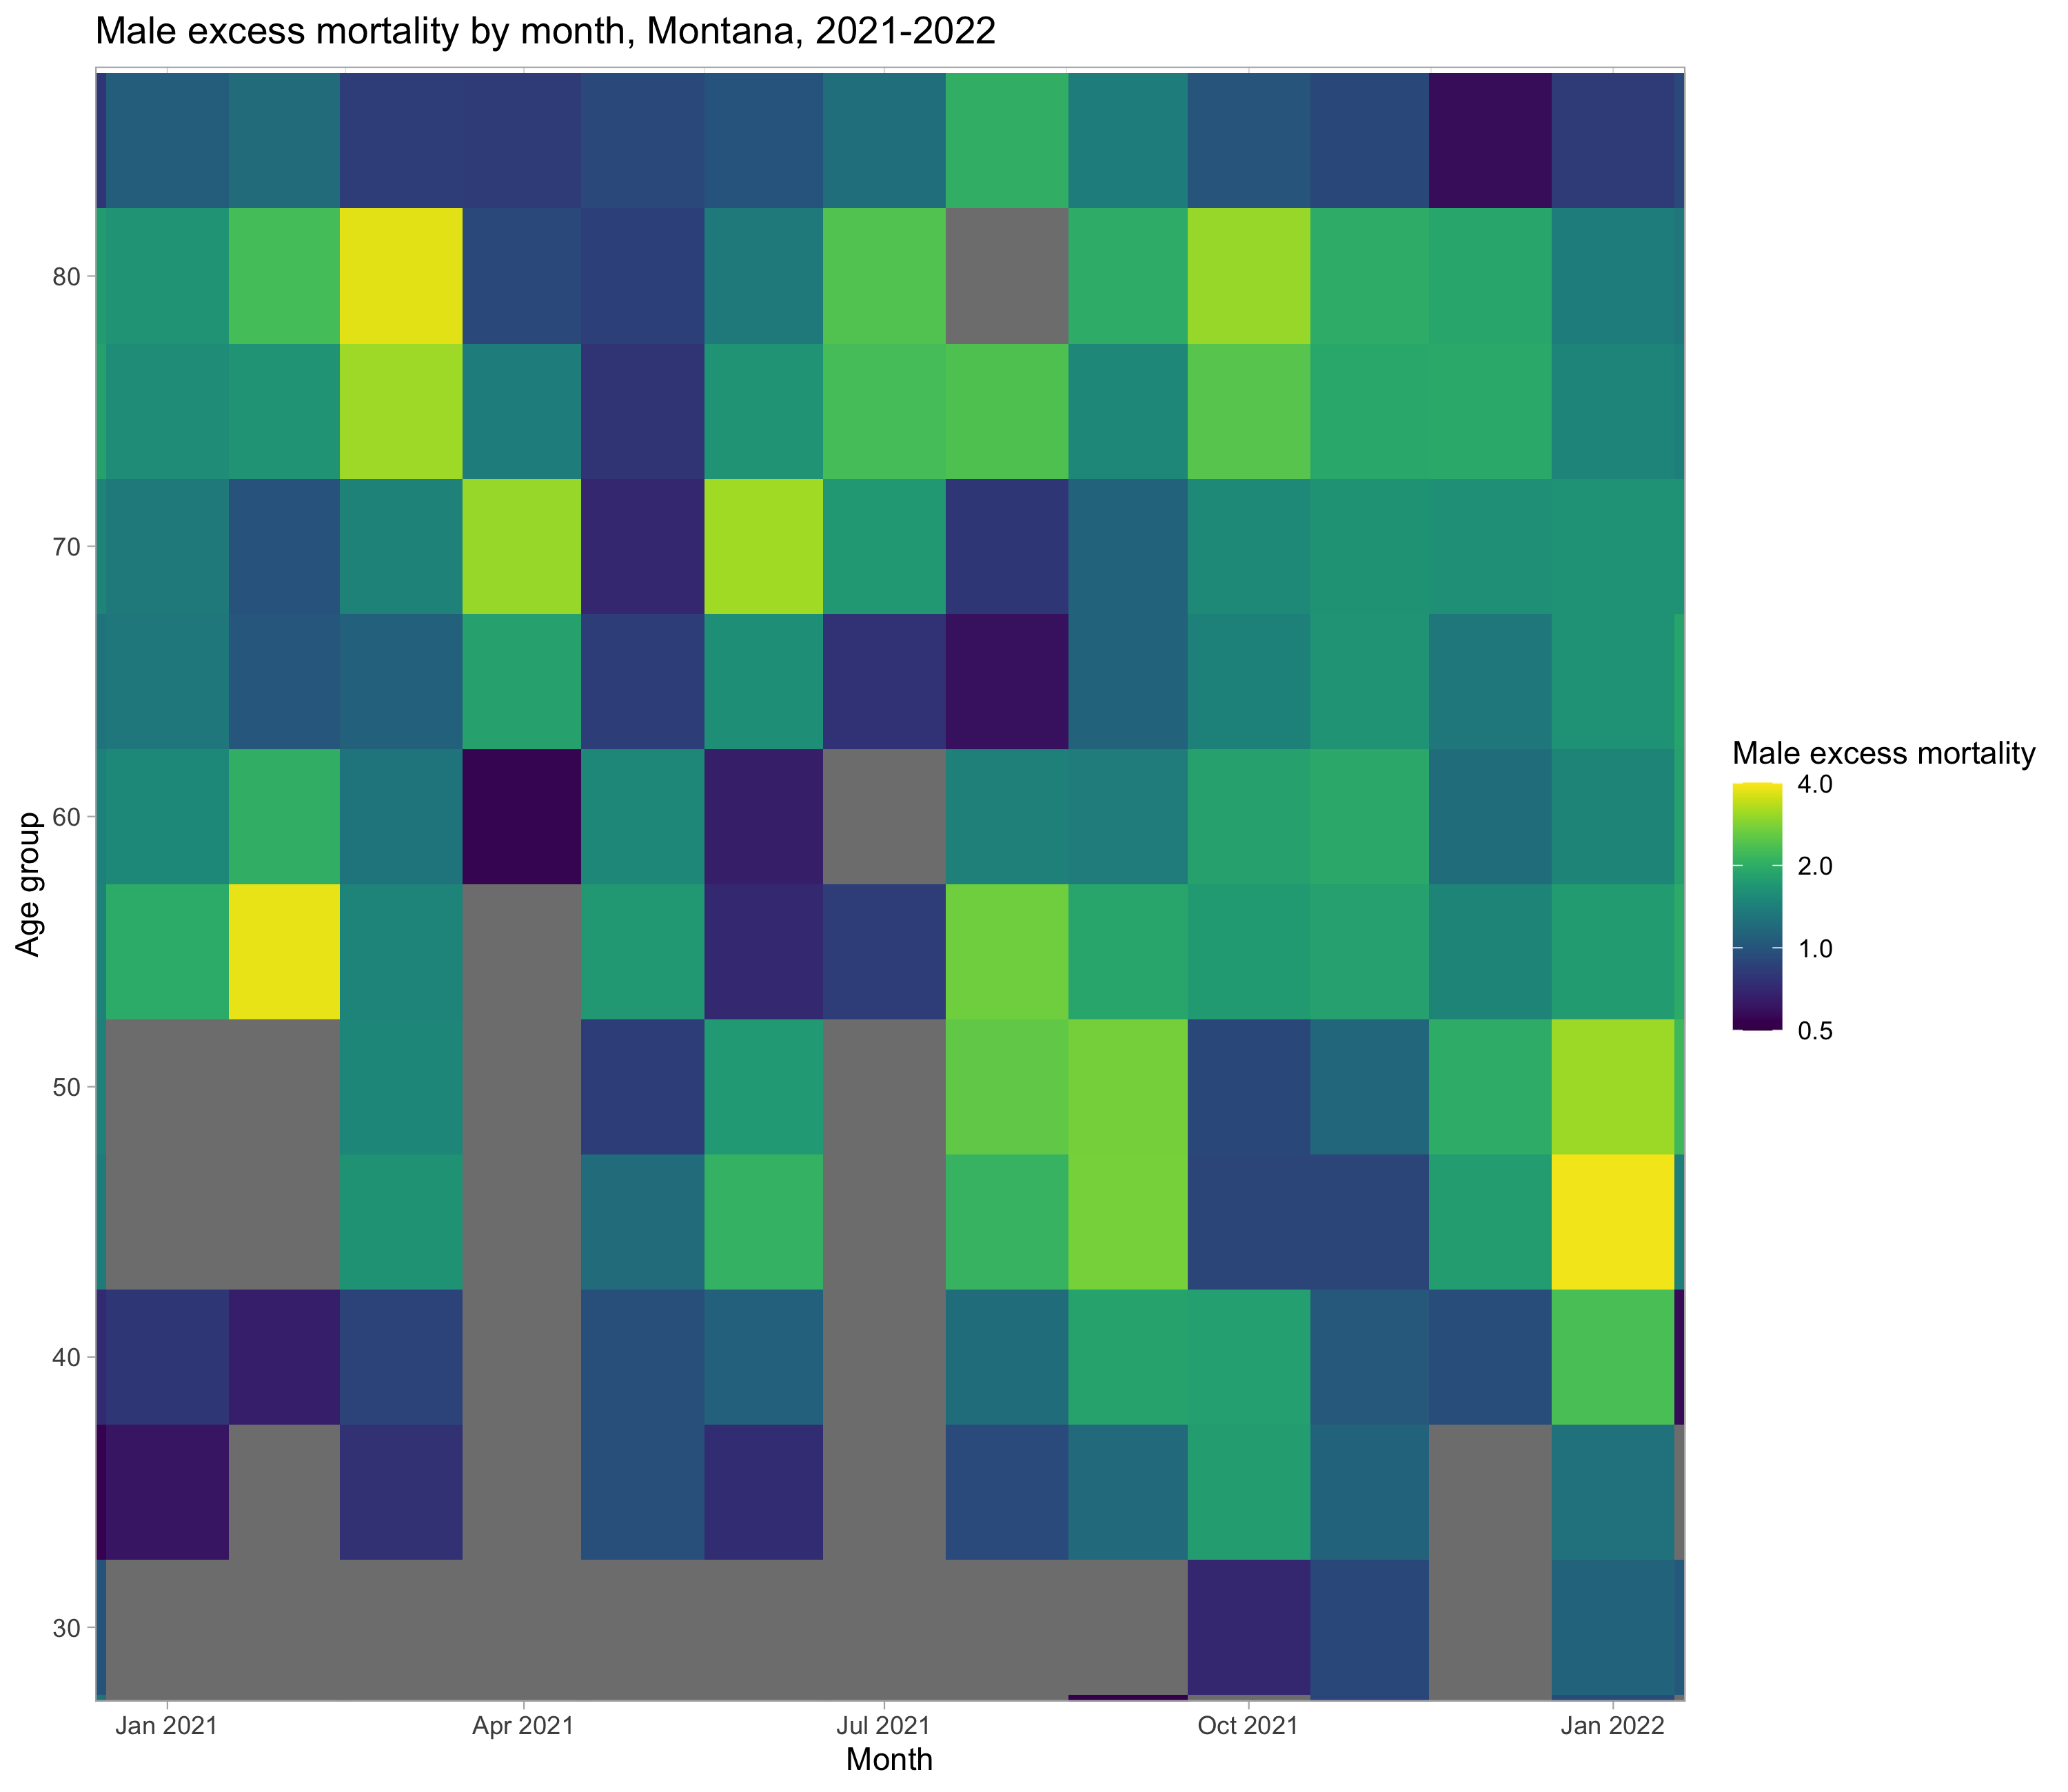 Male excess mortality by month, Montana, 2021-2022
80
70
60
50
40
30
Age group
Jan 2021
Apr 2021
Jul 2021
Oct 2021
Jan 2022
Month
Male excess mortality
4.0
2.0
1.0
0.5